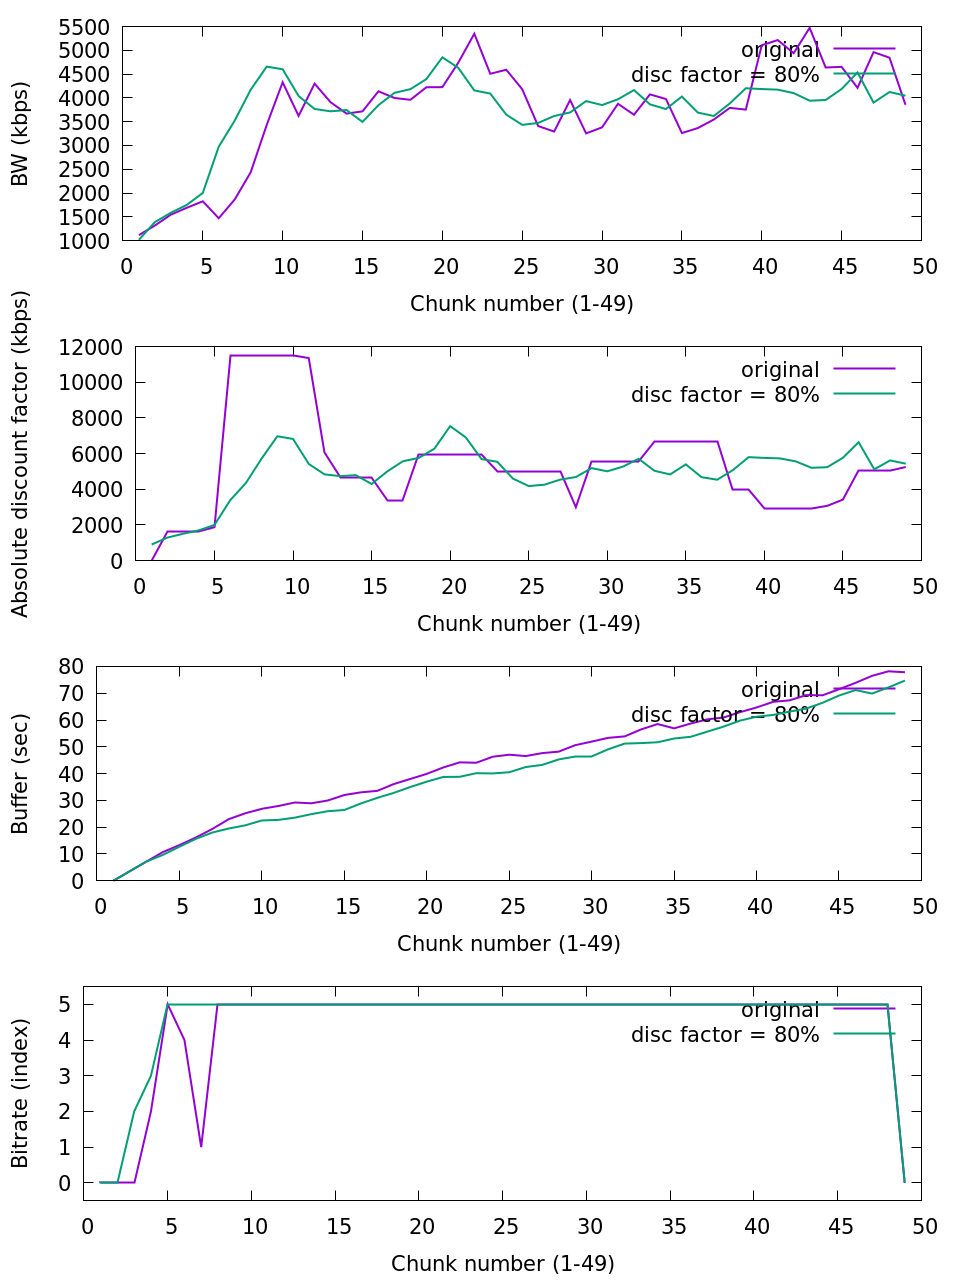 BW (kbps)
5500
5000
4500
4000
3500
3000
2500
2000
1500
1000
original
disc factor = 80%
0 5 10 15 20 25 30 35 40 45 50
Chunk number (1-49)
Absolute discount factor (kbps)
12000
10000
8000
6000
4000
2000
0
original
disc factor = 80%
0 5 10 15 20 25 30 35 40 45 50
Chunk number (1-49)
Buffer (sec)
80
70
60
50
40
30
20
10
0
original
disc factor = 80%
0 5 10 15 20 25 30 35 40 45 50
Chunk number (1-49)
Bitrate (index)
5
4
3
2
1
0
original
disc factor = 80%
0 5 10 15 20 25 30 35 40 45 50
Chunk number (1-49)